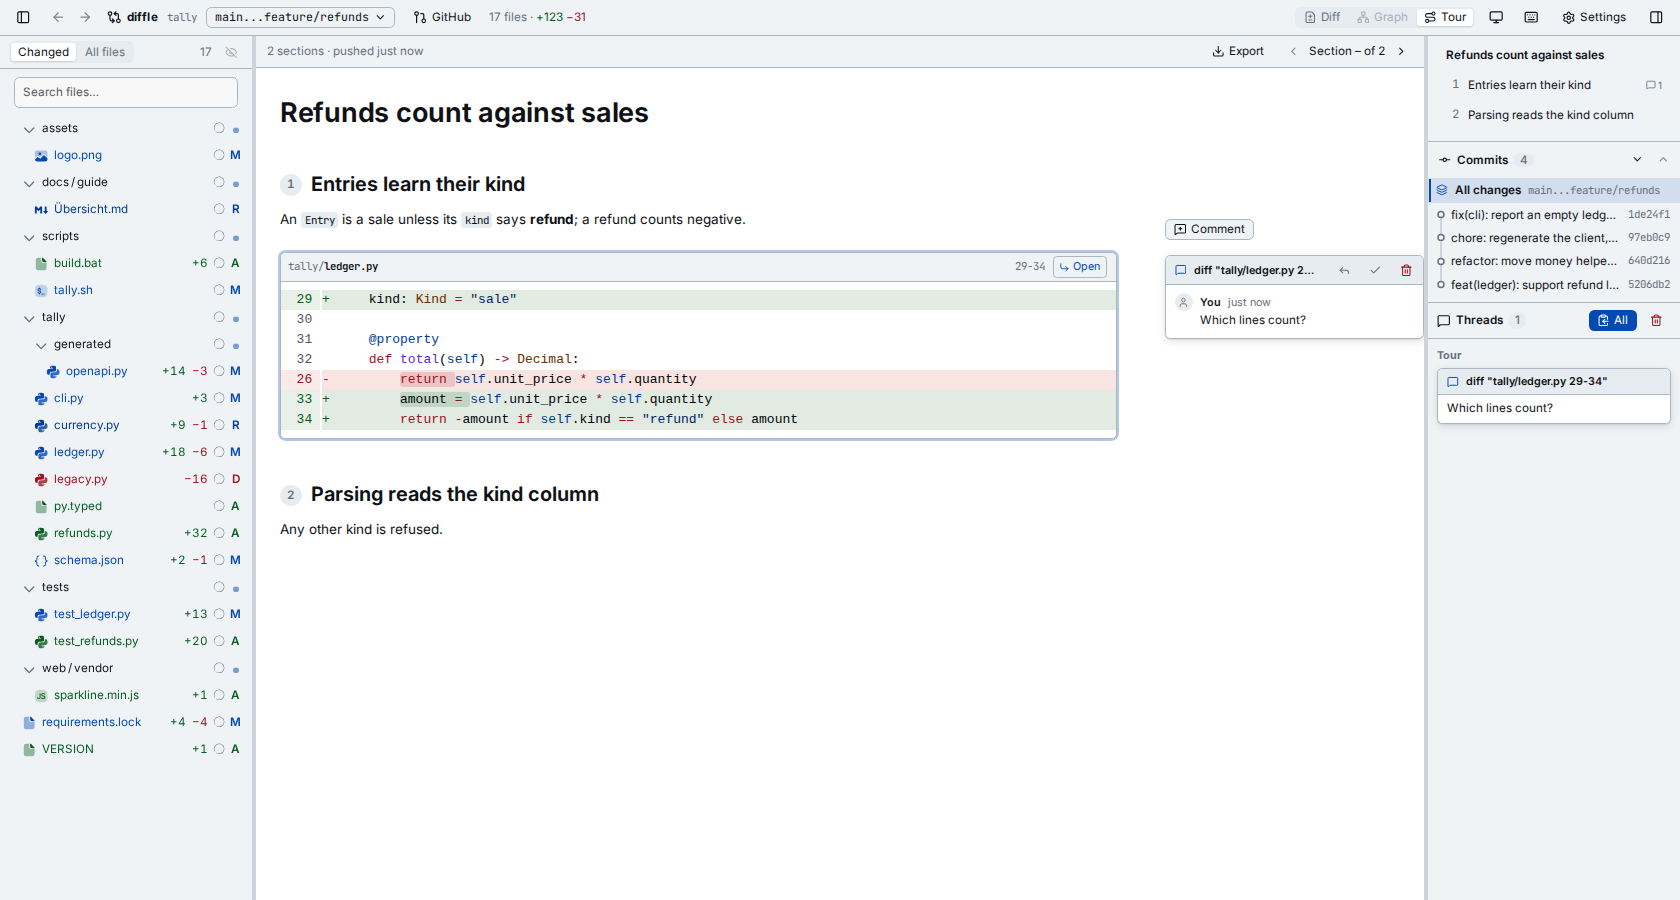 diffle tally main...feature/refunds GitHub 17 files · +123 −31 Diff Graph Tour Settings
Changed All files 17
Search files...
assets
logo.png M
docs / guide
Übersicht.md R
scripts
build.bat +6 A
tally.sh M
tally
generated
openapi.py +14 −3 M
cli.py +3 M
currency.py +9 −1 R
ledger.py +18 −6 M
legacy.py −16 D
py.typed A
refunds.py +32 A
schema.json +2 −1 M
tests
test_ledger.py +13 M
test_refunds.py +20 A
web / vendor
sparkline.min.js +1 A
requirements.lock +4 −4 M
VERSION +1 A
2 sections · pushed just now Export Section – of 2
Refunds count against sales
1 Entries learn their kind
An Entry is a sale unless its kind says refund; a refund counts negative.
tally/ledger.py 29-34 Open
29 + kind: Kind = "sale"
30
31 @property
32 def total(self) -> Decimal:
26 - return self.unit_price * self.quantity
33 + amount = self.unit_price * self.quantity
34 + return -amount if self.kind == "refund" else amount
2 Parsing reads the kind column
Any other kind is refused.
Comment
diff "tally/ledger.py 2...
You just now
Which lines count?
Refunds count against sales
1 Entries learn their kind 1
2 Parsing reads the kind column
Commits 4
All changes main...feature/refunds
fix(cli): report an empty ledg... 1de24f1
chore: regenerate the client,... 97eb0c9
refactor: move money helpe... 640d216
feat(ledger): support refund l... 5206db2
Threads 1 All
Tour
diff "tally/ledger.py 29-34"
Which lines count?